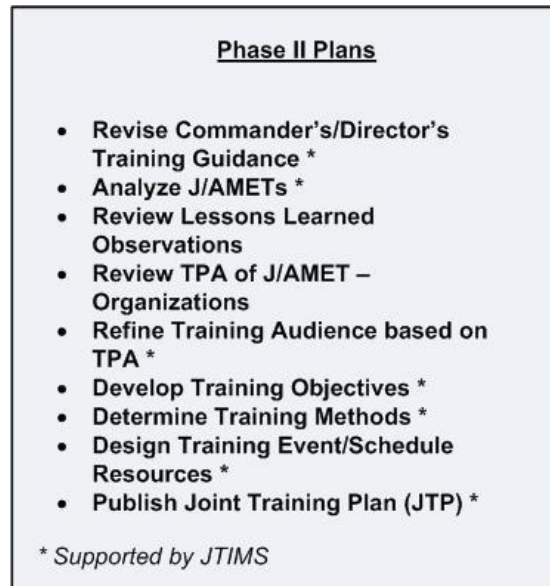 Phase II Plans
• Revise Commander's/Director's
Training Guidance *
• Analyze J/AMETs *
• Review Lessons Learned
Observations
• Review TPA of J/AMET –
Organizations
• Refine Training Audience based on
TPA *
• Develop Training Objectives *
• Determine Training Methods *
• Design Training Event/Schedule
Resources *
• Publish Joint Training Plan (JTP) *
* Supported by JTIMS